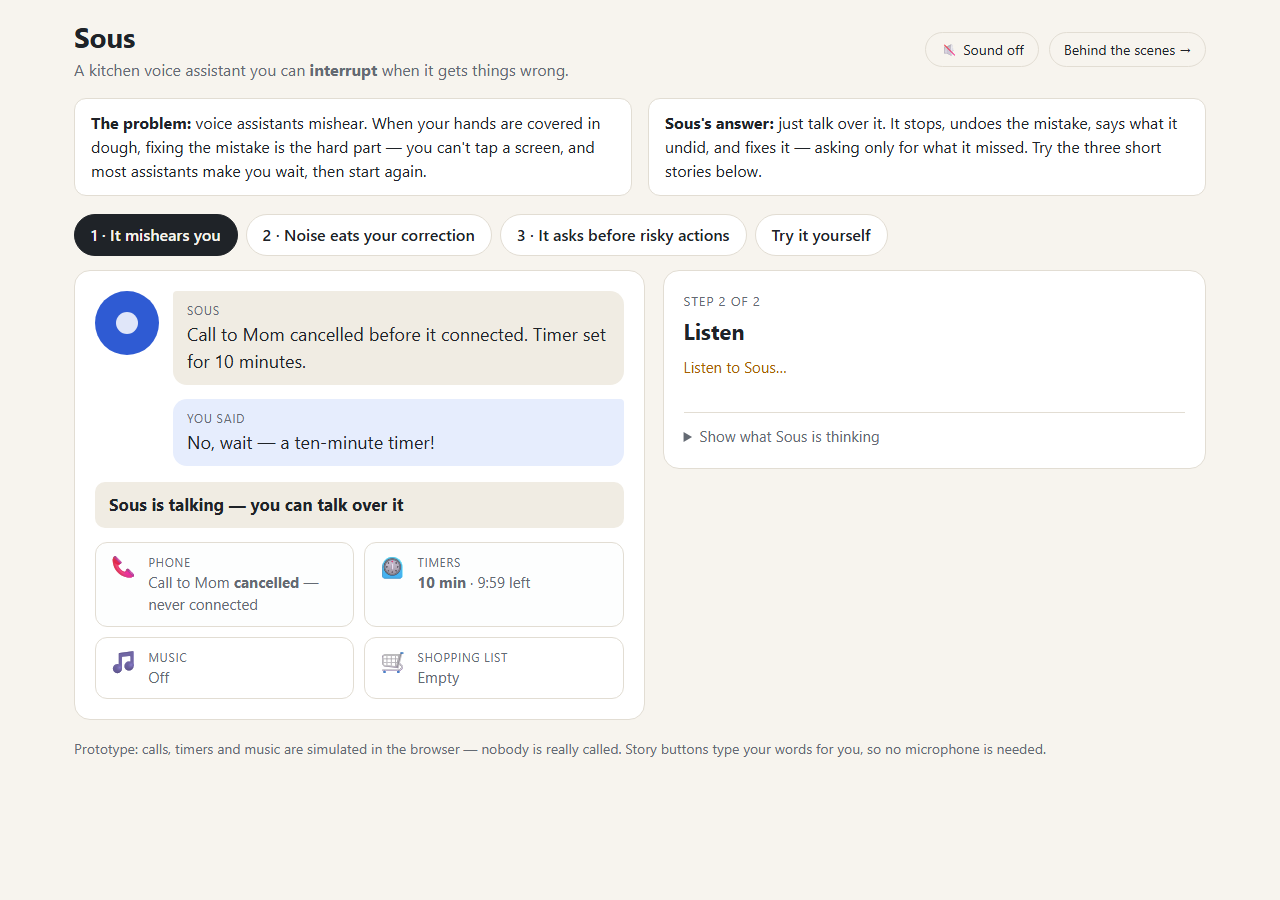 Sous
A kitchen voice assistant you can interrupt when it gets things wrong.
Sound off
Behind the scenes →
The problem: voice assistants mishear. When your hands are covered in
dough, fixing the mistake is the hard part — you can't tap a screen, and
most assistants make you wait, then start again.
Sous's answer: just talk over it. It stops, undoes the mistake, says what it
undid, and fixes it — asking only for what it missed. Try the three short
stories below.
1 · It mishears you
2 · Noise eats your correction
3 · It asks before risky actions
Try it yourself
SOUS
Call to Mom cancelled before it connected. Timer set
for 10 minutes.
YOU SAID
No, wait — a ten-minute timer!
Sous is talking — you can talk over it
PHONE
Call to Mom cancelled —
never connected
TIMERS
10 min · 9:59 left
MUSIC
Off
SHOPPING LIST
Empty
STEP 2 OF 2
Listen
Listen to Sous…
Show what Sous is thinking
Prototype: calls, timers and music are simulated in the browser — nobody is really called. Story buttons type your words for you, so no microphone is needed.